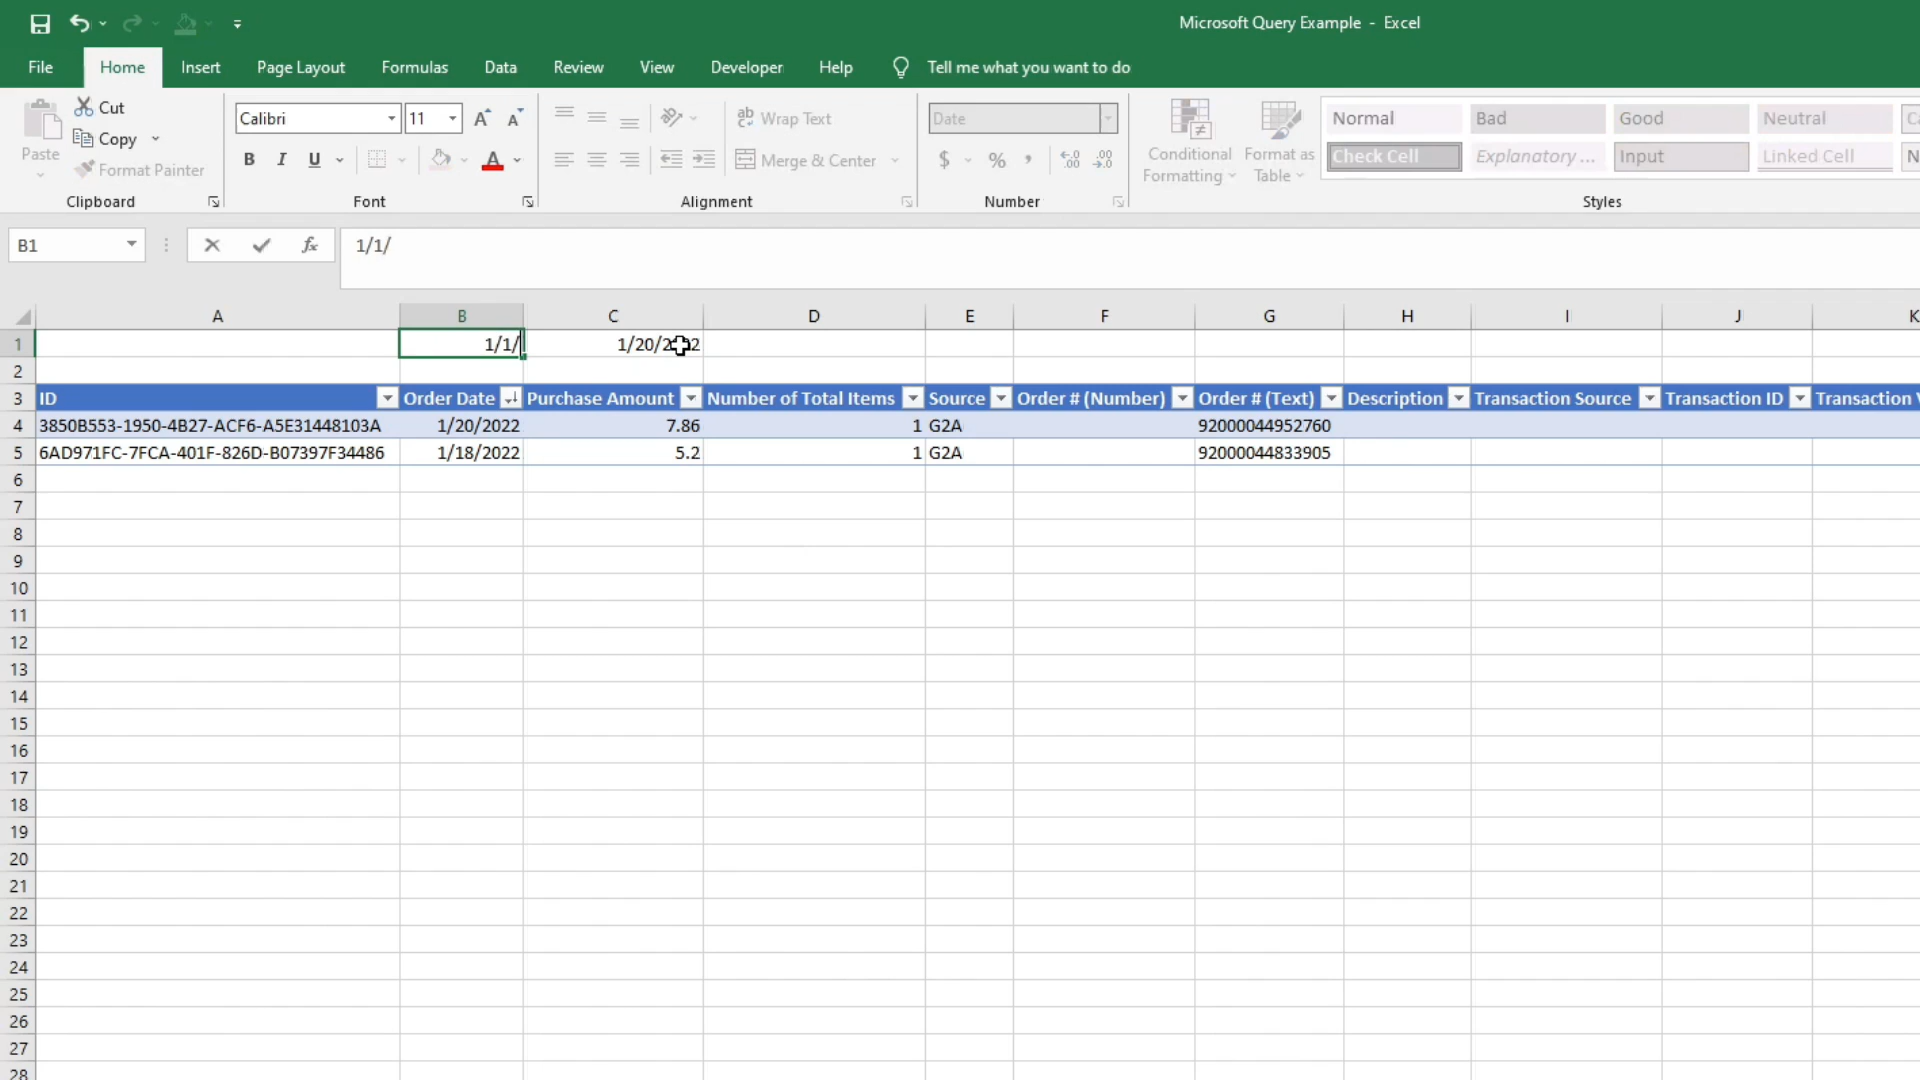 Microsoft Query Example - Excel
File Home Insert Page Layout Formulas Data Review View Developer Help Tell me what you want to do
Paste
Cut
Copy
Format Painter
Clipboard
Calibri 11
B I U A
Font
Wrap Text
Merge & Center
Alignment
Date
$ % ,
Number
Conditional Formatting
Format as Table
Normal Bad Good Neutral
Check Cell Explanatory ... Input Linked Cell
Styles
B1 fx 1/1/
A B C D E F G H I J K
1 1/1/
2
3 ID Order Date Purchase Amount Number of Total Items Source Order # (Number) Order # (Text) Description Transaction Source Transaction ID Transaction
4 3850B553-1950-4B27-ACF6-A5E31448103A 1/20/2022 7.86 1 G2A 92000044952760
5 6AD971FC-7FCA-401F-826D-B07397F34486 1/18/2022 5.2 1 G2A 92000044833905
6
7
8
9
10
11
12
13
14
15
16
17
18
19
20
21
22
23
24
25
26
27
28